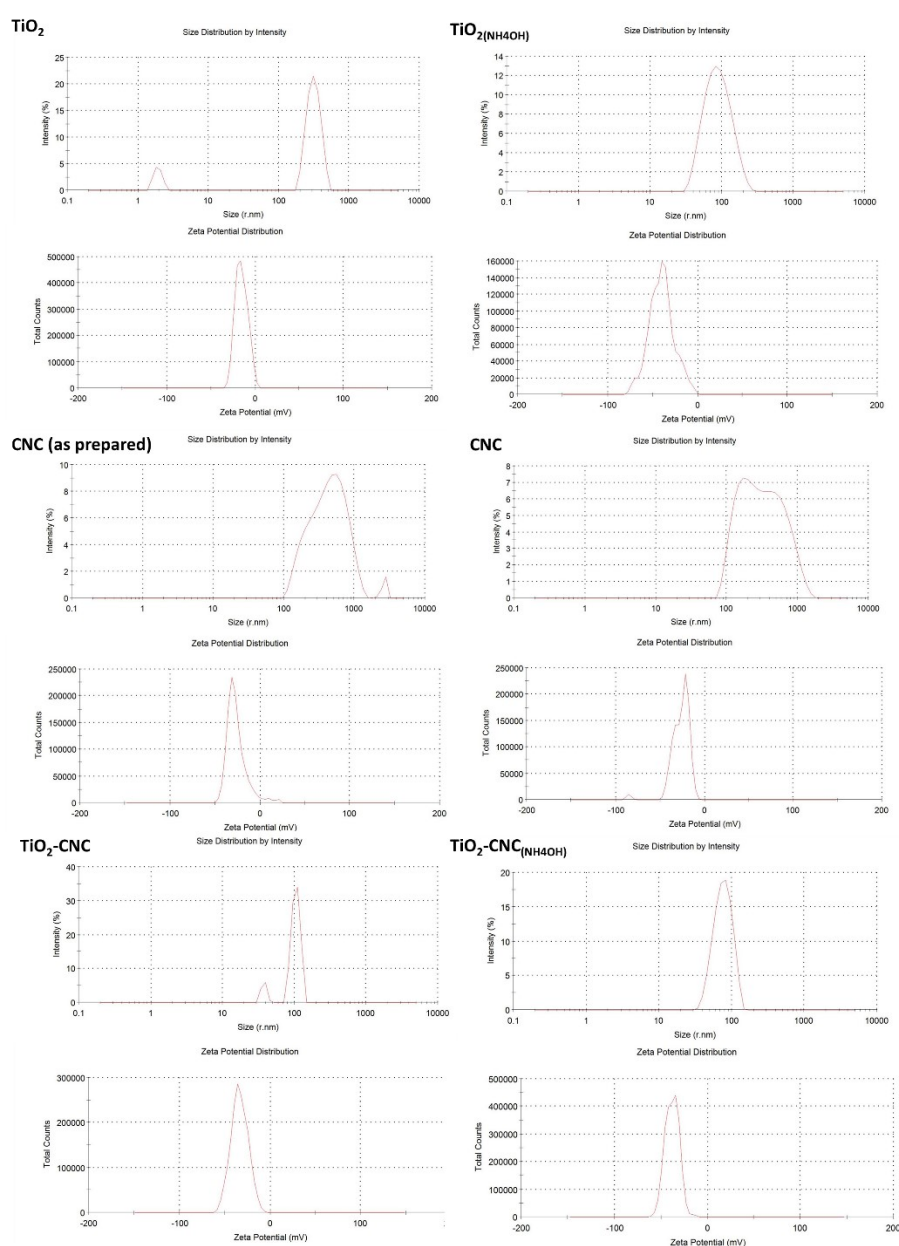 TiO2
Size Distribution by Intensity
Intensity (%)
25
20
15
10
5
0
0.1 1 10 100 1000 10000
Size (r.nm)
Zeta Potential Distribution
Total Counts
500000
400000
300000
200000
100000
0
-200 -100 0 100 200
Zeta Potential (mV)
TiO2(NH4OH)
Size Distribution by Intensity
Intensity (%)
14
12
10
8
6
4
2
0
0.1 1 10 100 1000 10000
Size (r.nm)
Zeta Potential Distribution
Total Counts
160000
140000
120000
100000
80000
60000
40000
20000
0
-200 -100 0 100 200
Zeta Potential (mV)
CNC (as prepared)
Size Distribution by Intensity
Intensity (%)
10
8
6
4
2
0
0.1 1 10 100 1000 10000
Size (r.nm)
Zeta Potential Distribution
Total Counts
250000
200000
150000
100000
50000
0
-200 -100 0 100 200
Zeta Potential (mV)
CNC
Size Distribution by Intensity
Intensity (%)
8
7
6
5
4
3
2
1
0
0.1 1 10 100 1000 10000
Size (r.nm)
Zeta Potential Distribution
Total Counts
250000
200000
150000
100000
50000
0
-200 -100 0 100 200
Zeta Potential (mV)
TiO2-CNC
Size Distribution by Intensity
Intensity (%)
40
30
20
10
0
0.1 1 10 100 1000 10000
Size (r.nm)
Zeta Potential Distribution
Total Counts
300000
200000
100000
0
-200 -100 0 100
Zeta Potential (mV)
TiO2-CNC(NH4OH)
Size Distribution by Intensity
Intensity (%)
20
15
10
5
0
0.1 1 10 100 1000 10000
Size (r.nm)
Zeta Potential Distribution
Total Counts
500000
400000
300000
200000
100000
0
-200 -100 0 100 200
Zeta Potential (mV)